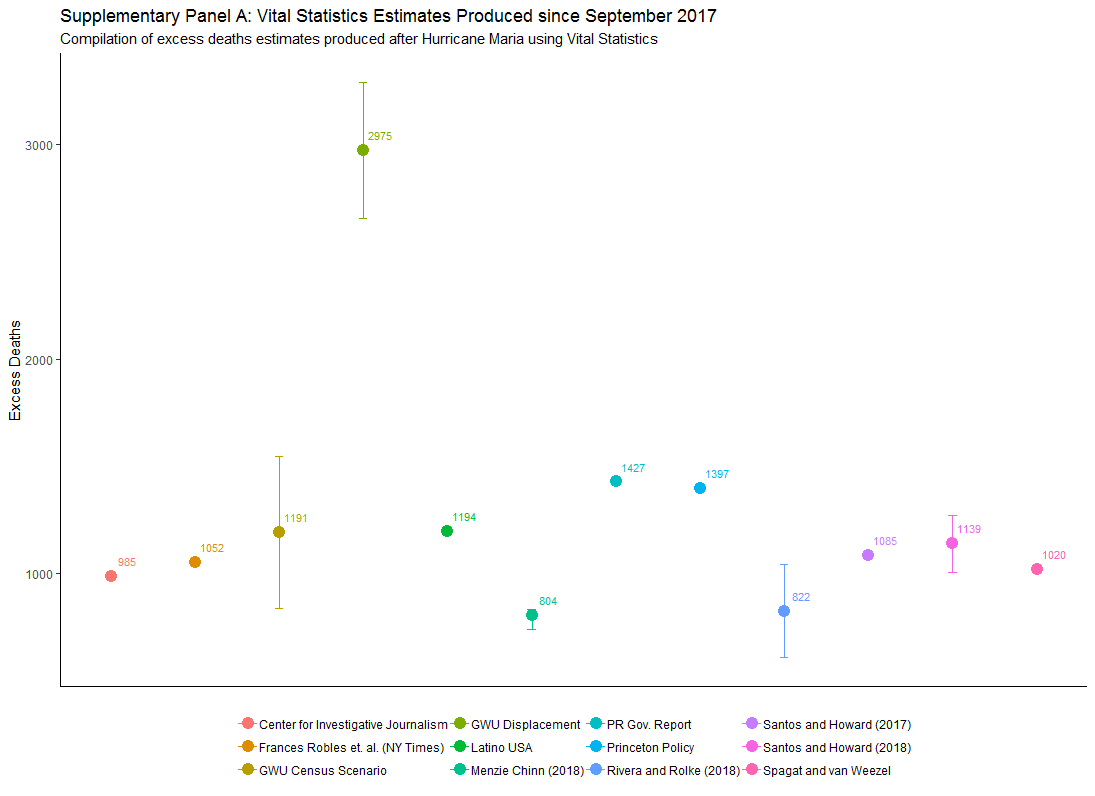 Supplementary Panel A: Vital Statistics Estimates Produced since September 2017
Compilation of excess deaths estimates produced after Hurricane Maria using Vital Statistics
Excess Deaths
3000
2000
1000
985
1052
1191
2975
1194
804
1427
1397
822
1085
1139
1020
Center for Investigative Journalism
GWU Displacement
PR Gov. Report
Santos and Howard (2017)
Frances Robles et. al. (NY Times)
Latino USA
Princeton Policy
Santos and Howard (2018)
GWU Census Scenario
Menzie Chinn (2018)
Rivera and Rolke (2018)
Spagat and van Weezel